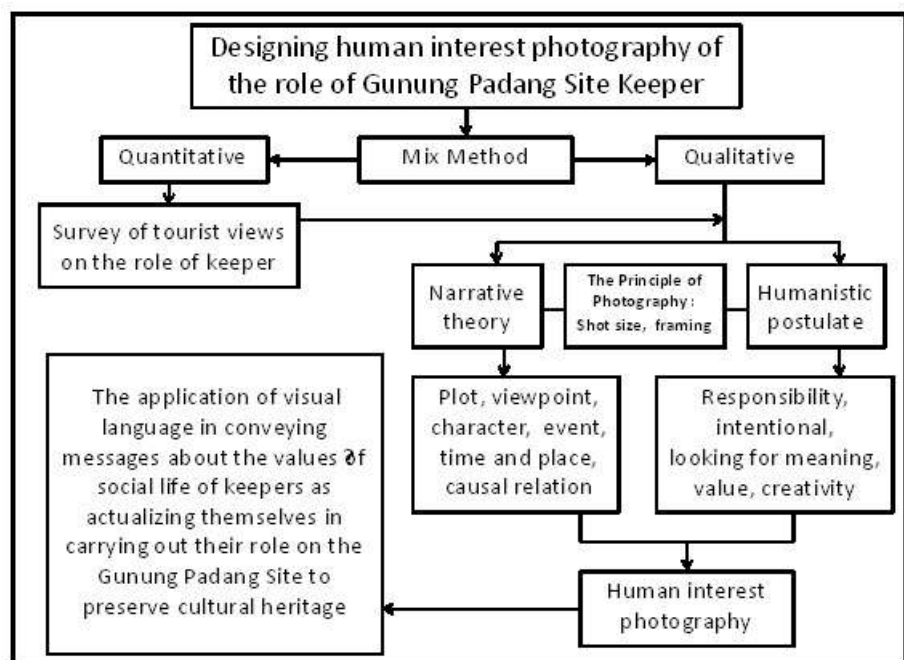 Designing human interest photography of
the role of Gunung Padang Site Keeper
Quantitative
Mix Method
Qualitative
Survey of tourist views
on the role of keeper
Narrative
theory
The Principle of
Photography:
Shot size, framing
Humanistic
postulate
Plot, viewpoint,
character, event,
time and place,
causal relation
Responsibility,
intentional,
looking for meaning,
value, creativity
Human interest
photography
The application of visual
language in conveying
messages about the values of
social life of keepers as
actualizing themselves in
carrying out their role on the
Gunung Padang Site to
preserve cultural heritage